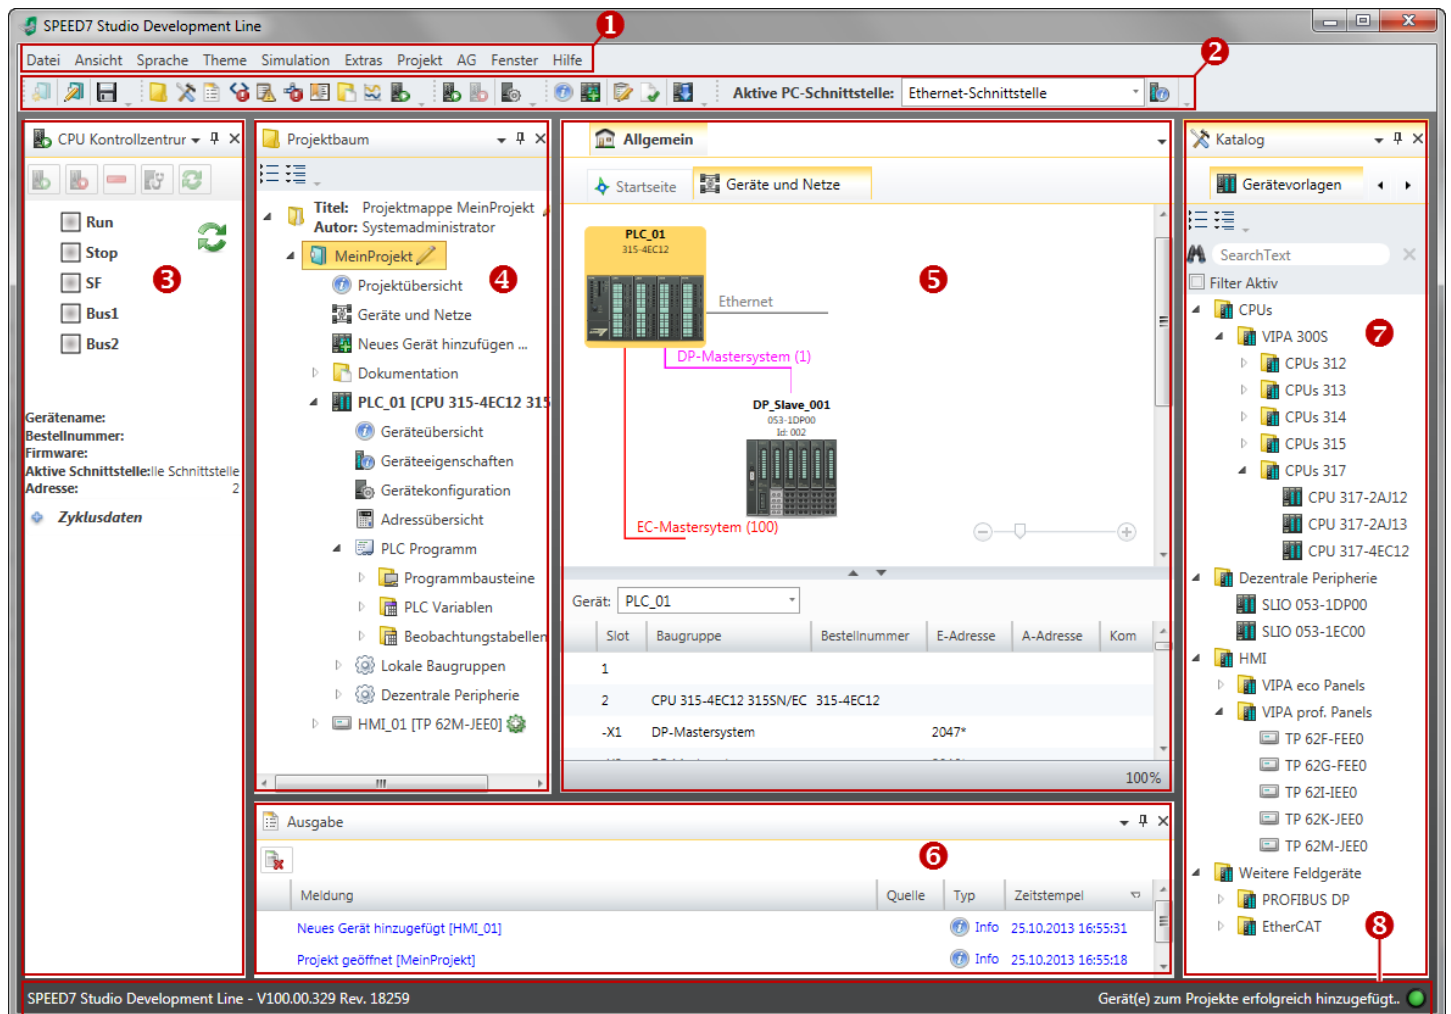 SPEED7 Studio Development Line
1
Datei Ansicht Sprache Theme Simulation Extras Projekt AG Fenster Hilfe
2
Aktive PC-Schnittstelle: Ethernet-Schnittstelle
CPU Kontrollzentrur
Run
Stop
SF
3
Bus1
Bus2
Gerätename:
Bestellnummer:
Firmware:
Aktive Schnittstelle:lle Schnittstelle
Adresse: 2
Zyklusdaten
Projektbaum
Titel: Projektmappe MeinProjekt
Autor: Systemadministrator
MeinProjekt
4
Projektübersicht
Geräte und Netze
Neues Gerät hinzufügen ...
Dokumentation
PLC_01 [CPU 315-4EC12 315
Geräteübersicht
Geräteeigenschaften
Gerätekonfiguration
Adressübersicht
PLC Programm
Programmbausteine
PLC Variablen
Beobachtungstabellen
Lokale Baugruppen
Dezentrale Peripherie
HMI_01 [TP 62M-JEE0]
Allgemein
Startseite Geräte und Netze
PLC_01
315-4EC12
5
Ethernet
DP-Mastersystem (1)
DP_Slave_001
053-1DP00
Id: 002
EC-Mastersytem (100)
Gerät: PLC_01
Slot Baugruppe Bestellnummer E-Adresse A-Adresse Kom
1
2 CPU 315-4EC12 315SN/EC 315-4EC12
-X1 DP-Mastersystem 2047*
100%
Ausgabe
6
Meldung Quelle Typ Zeitstempel
Neues Gerät hinzugefügt [HMI_01] Info 25.10.2013 16:55:31
Projekt geöffnet [MeinProjekt] Info 25.10.2013 16:55:18
Katalog
Gerätevorlagen
SearchText
Filter Aktiv
CPUs
VIPA 300S
7
CPUs 312
CPUs 313
CPUs 314
CPUs 315
CPUs 317
CPU 317-2AJ12
CPU 317-2AJ13
CPU 317-4EC12
Dezentrale Peripherie
SLIO 053-1DP00
SLIO 053-1EC00
HMI
VIPA eco Panels
VIPA prof. Panels
TP 62F-FEE0
TP 62G-FEE0
TP 62I-IEE0
TP 62K-JEE0
TP 62M-JEE0
Weitere Feldgeräte
PROFIBUS DP
EtherCAT
8
SPEED7 Studio Development Line - V100.00.329 Rev. 18259
Gerät(e) zum Projekte erfolgreich hinzugefügt..